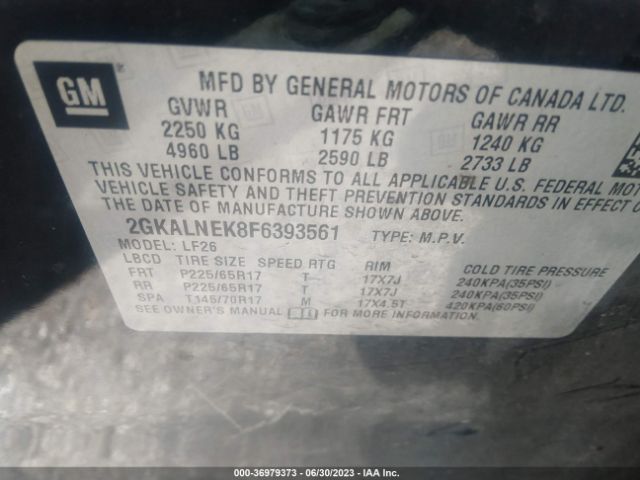 GM
MFD BY GENERAL MOTORS OF CANADA LTD.
GVWR GAWR FRT GAWR RR
2250 KG 1175 KG 1240 KG
4960 LB 2590 LB 2733 LB
THIS VEHICLE CONFORMS TO ALL APPLICABLE U.S. FEDERAL MOTOR
VEHICLE SAFETY AND THEFT PREVENTION STANDARDS IN EFFECT
THE DATE OF MANUFACTURE SHOWN ABOVE.
2GKALNEK8F6393561 TYPE: M.P.V.
MODEL: LF26
LBCD TIRE SIZE SPEED RTG RIM COLD TIRE PRESSURE
FRT P225/65R17 T 17X7J 240KPA(35PSI)
RR P225/65R17 T 17X7J 240KPA(35PSI)
SPA T145/70R17 M 17X4.5T 420KPA(60PSI)
SEE OWNER'S MANUAL FOR MORE INFORMATION.
000-36979373 - 06/30/2023 - IAA Inc.